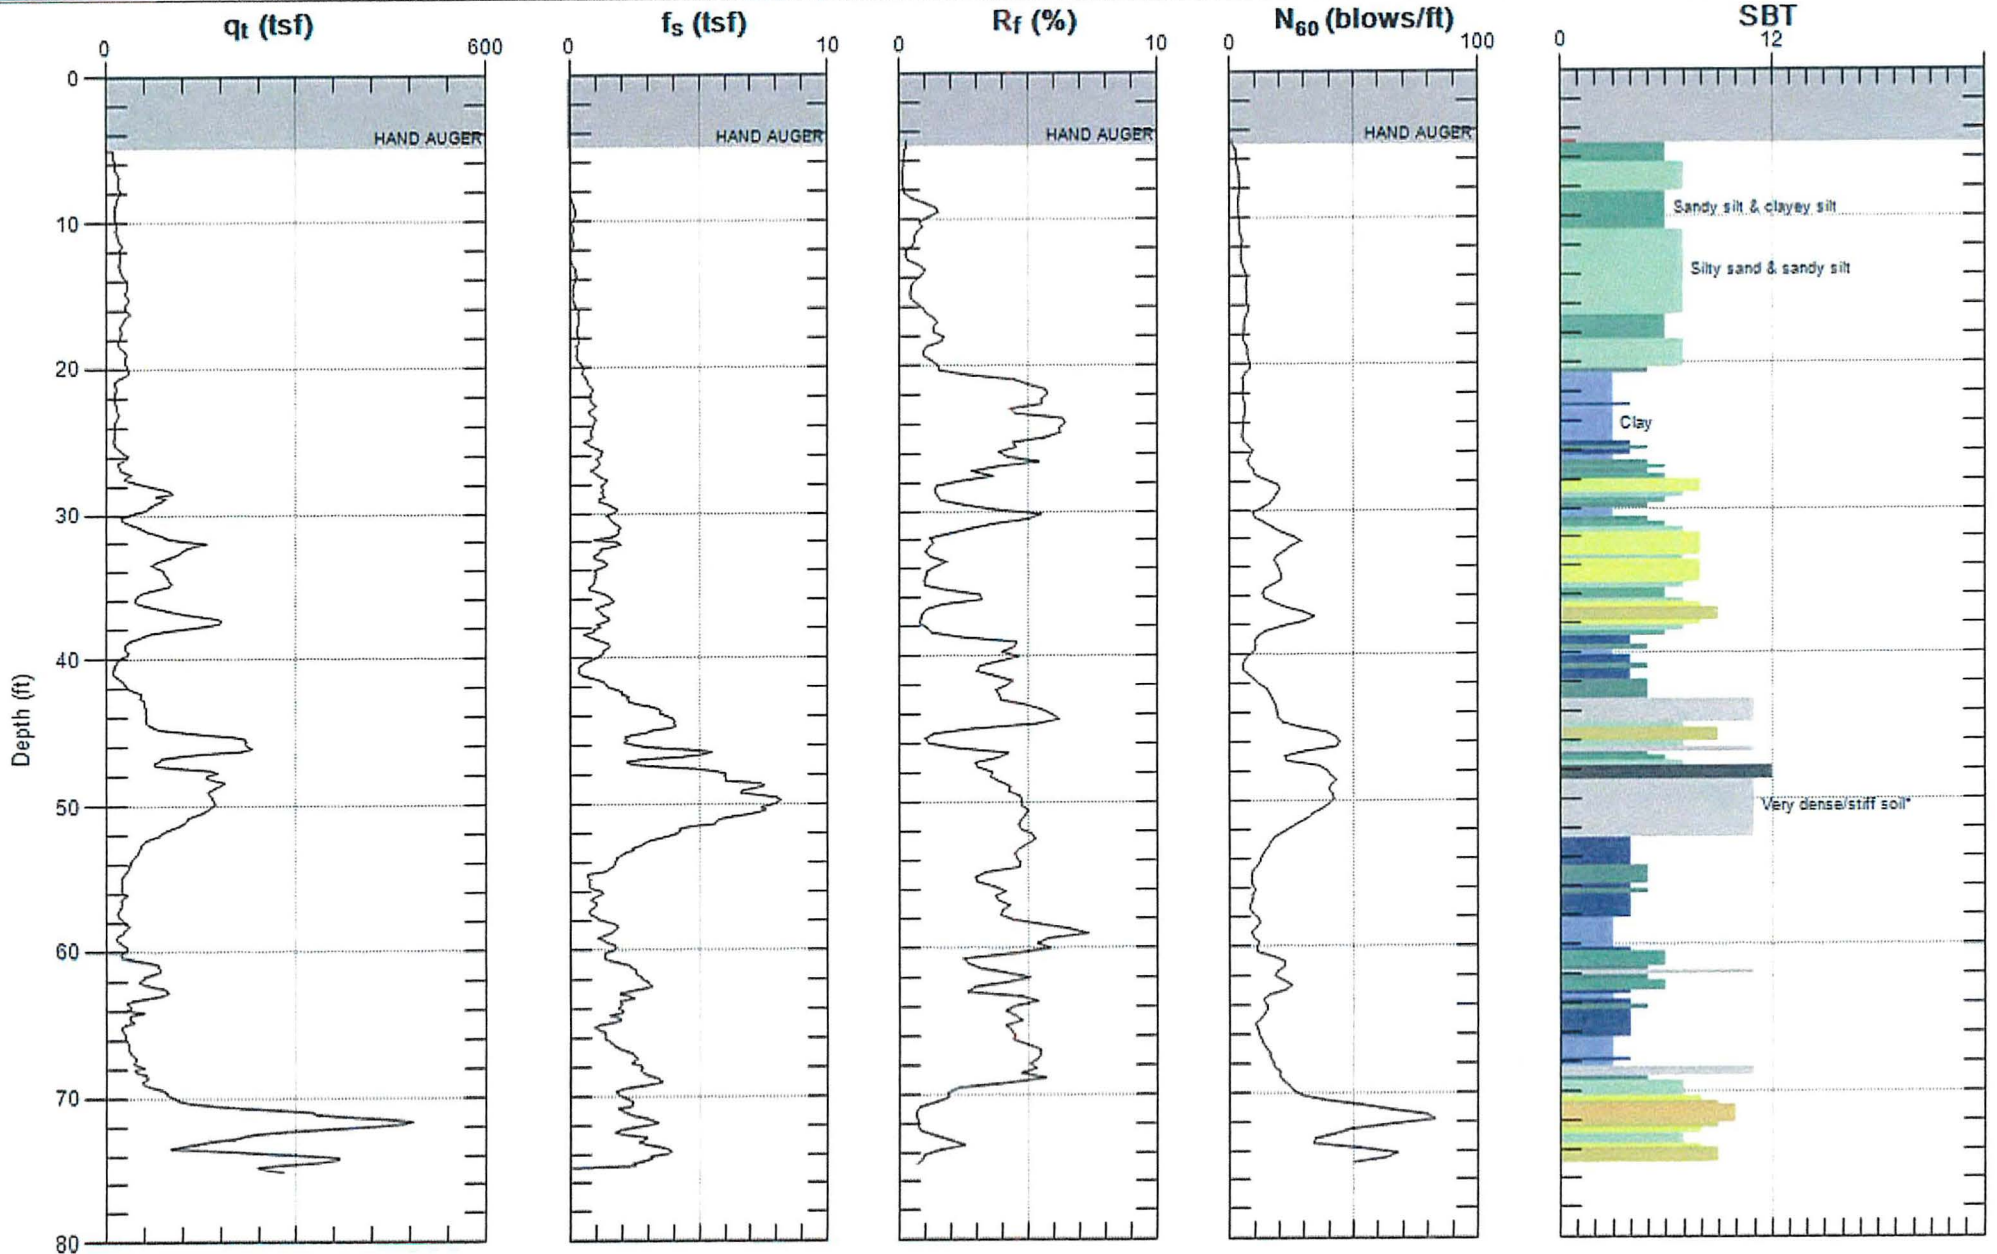 qt (tsf)
fs (tsf)
Rf (%)
N60 (blows/ft)
SBT
0 600
0 10
0 10
0 100
0 12
0
HAND AUGER
HAND AUGER
HAND AUGER
HAND AUGER
10
Sandy silt & clayey silt
Silty sand & sandy silt
20
Clay
30
40
Depth (ft)
50
Very dense/stiff soil*
60
70
80